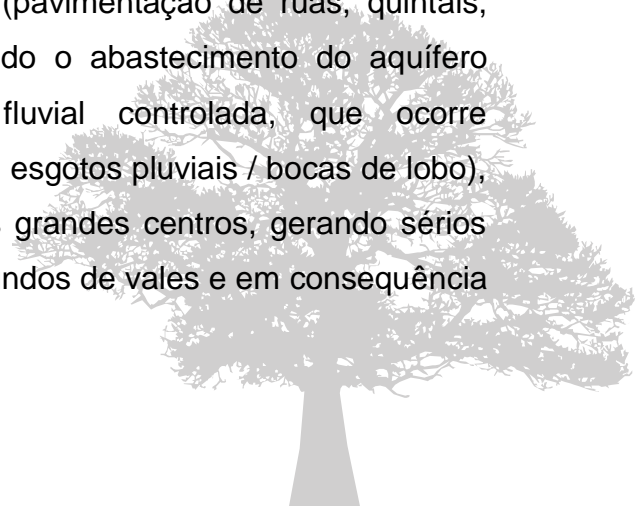 (pavimentação de ruas, quintais,
do o abastecimento do aquífero
fluvial controlada, que ocorre
esgotos pluviais / bocas de lobo),
grandes centros, gerando sérios
ndos de vales e em consequência